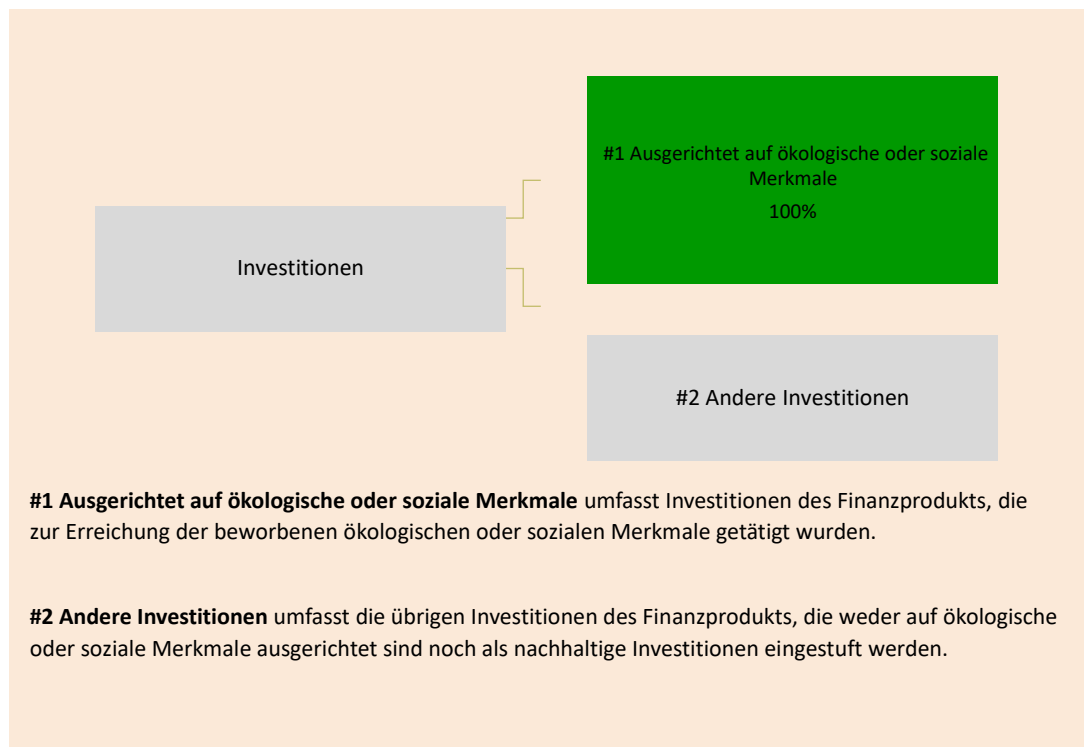 #1 Ausgerichtet auf ökologische oder soziale
Merkmale
100%
Investitionen
#2 Andere Investitionen
#1 Ausgerichtet auf ökologische oder soziale Merkmale umfasst Investitionen des Finanzprodukts, die
zur Erreichung der beworbenen ökologischen oder sozialen Merkmale getätigt wurden.
#2 Andere Investitionen umfasst die übrigen Investitionen des Finanzprodukts, die weder auf ökologische
oder soziale Merkmale ausgerichtet sind noch als nachhaltige Investitionen eingestuft werden.